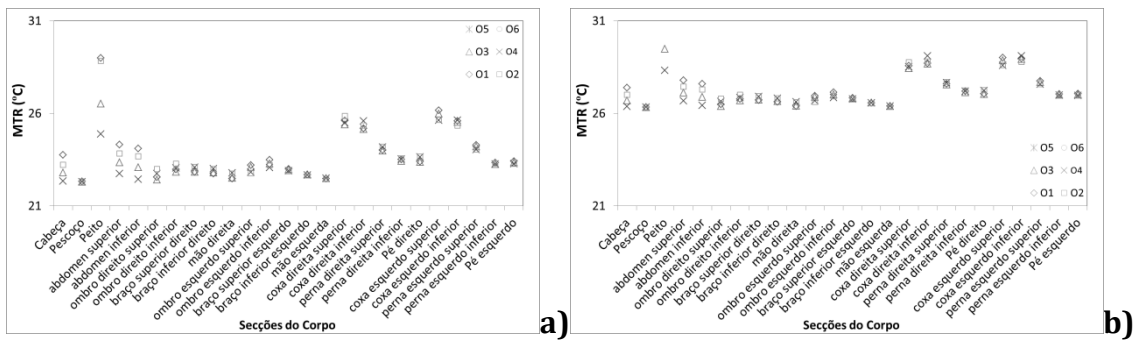 31
26
21
MTR (°C)
O5 O6
O3 O4
O1 O2
Cabeça
Pescoço
Peito
abdomen superior
abdomen inferior
ombro direito superior
ombro direito inferior
braço superior direito
braço inferior direito
mão direita
ombro esquerdo superior
ombro esquerdo inferior
braço superior esquerdo
braço inferior esquerdo
mão esquerda
coxa direita superior
coxa direita inferior
perna direita superior
perna direita inferior
Pé direito
coxa esquerdo superior
coxa esquerdo inferior
perna esquerdo superior
perna esquerdo inferior
Pé esquerdo
Secções do Corpo
a)
31
26
21
MTR (°C)
O5 O6
O3 O4
O1 O2
Cabeça
Pescoço
Peito
abdomen superior
abdomen inferior
ombro direito superior
ombro direito inferior
braço superior direito
braço inferior direito
mão direita
ombro esquerdo superior
ombro esquerdo inferior
braço superior esquerdo
braço inferior esquerdo
mão esquerda
coxa direita superior
coxa direita inferior
perna direita superior
perna direita inferior
Pé direito
coxa esquerdo superior
coxa esquerdo inferior
perna esquerdo superior
perna esquerdo inferior
Pé esquerdo
Secções do Corpo
b)